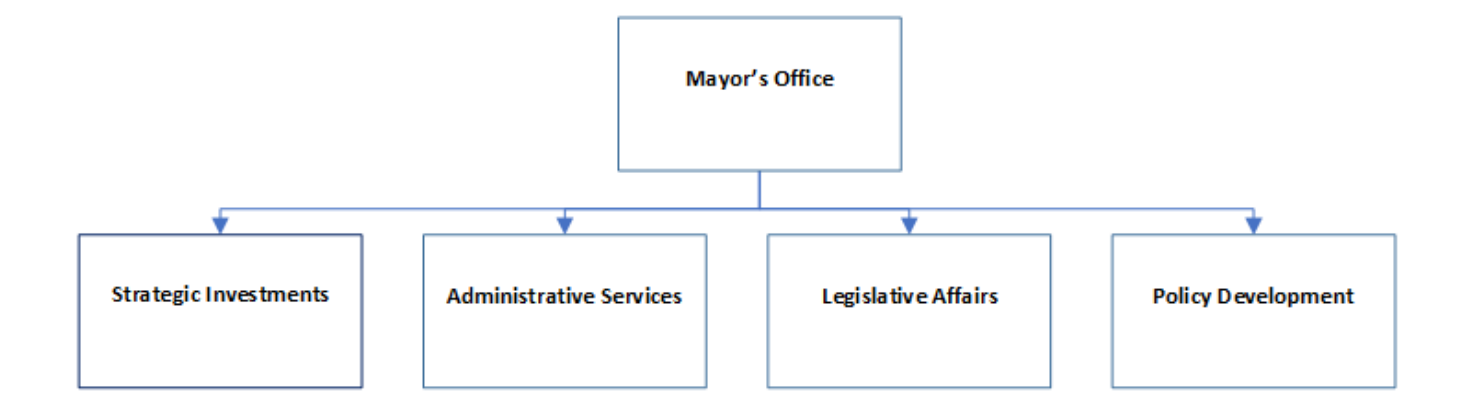 Mayor’s Office
Strategic Investments
Administrative Services
Legislative Affairs
Policy Development